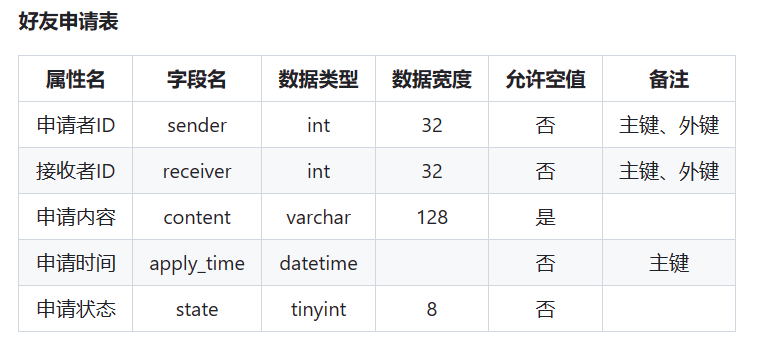 好友申请表
属性名 字段名 数据类型 数据宽度 允许空值 备注
申请者ID sender int 32 否 主键、外键
接收者ID receiver int 32 否 主键、外键
申请内容 content varchar 128 是
申请时间 apply_time datetime 否 主键
申请状态 state tinyint 8 否